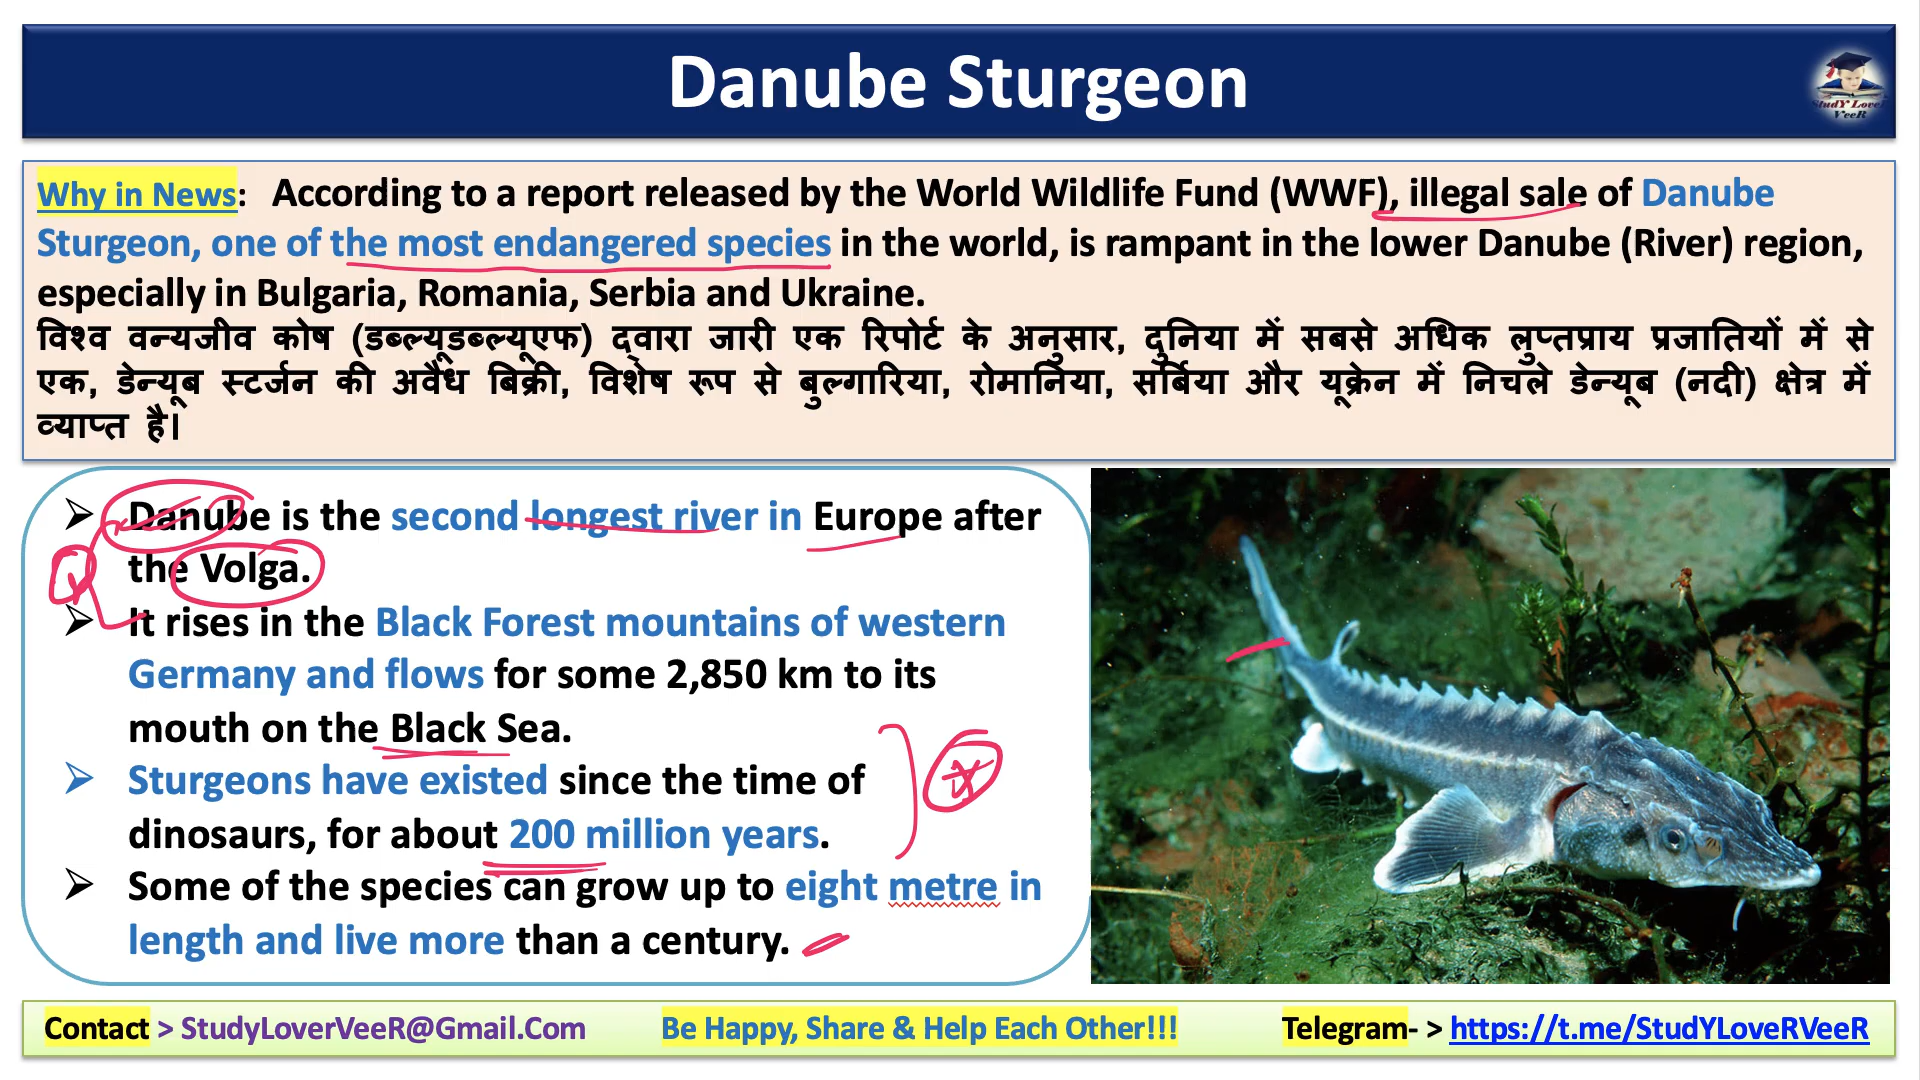 Danube Sturgeon
StudY LoveR
VeeR
Why in News: According to a report released by the World Wildlife Fund (WWF), illegal sale of Danube
Sturgeon, one of the most endangered species in the world, is rampant in the lower Danube (River) region,
especially in Bulgaria, Romania, Serbia and Ukraine.
विश्व वन्यजीव कोष (डब्ल्यूडब्ल्यूएफ) द्वारा जारी एक रिपोर्ट के अनुसार, दुनिया में सबसे अधिक लुप्तप्राय प्रजातियों में से
एक, डेन्यूब स्टर्जन की अवैध बिक्री, विशेष रूप से बुल्गारिया, रोमानिया, सर्बिया और यूक्रेन में निचले डेन्यूब (नदी) क्षेत्र में
व्याप्त है।
Danube is the second longest river in Europe after
the Volga.
It rises in the Black Forest mountains of western
Germany and flows for some 2,850 km to its
mouth on the Black Sea.
Sturgeons have existed since the time of
dinosaurs, for about 200 million years.
Some of the species can grow up to eight metre in
length and live more than a century.
Contact > StudyLoverVeeR@Gmail.Com
Be Happy, Share & Help Each Other!!!
Telegram- > https://t.me/StudYLoveRVeeR